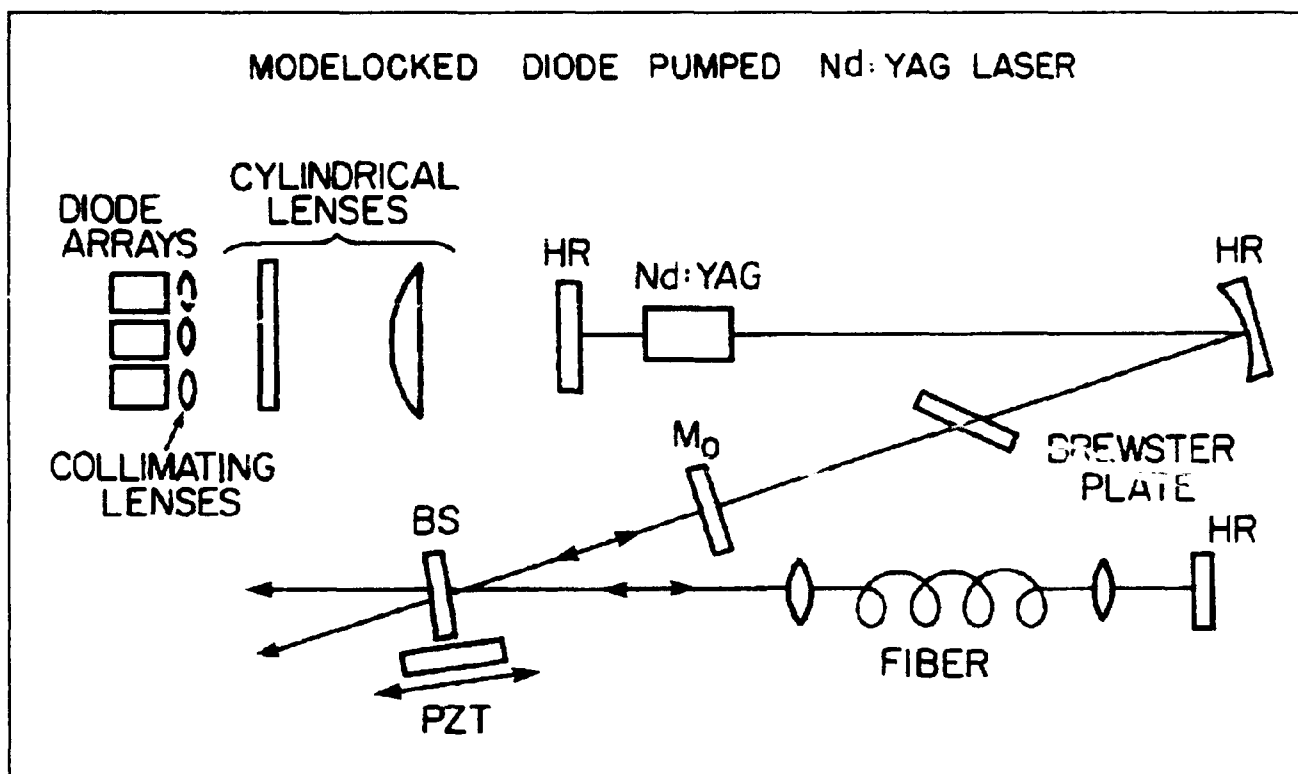 MODELOCKED DIODE PUMPED Nd:YAG LASER
CYLINDRICAL
LENSES
DIODE
ARRAYS
HR
Nd:YAG
HR
COLLIMATING
LENSES
M₀
BREWSTER
PLATE
BS
HR
FIBER
PZT